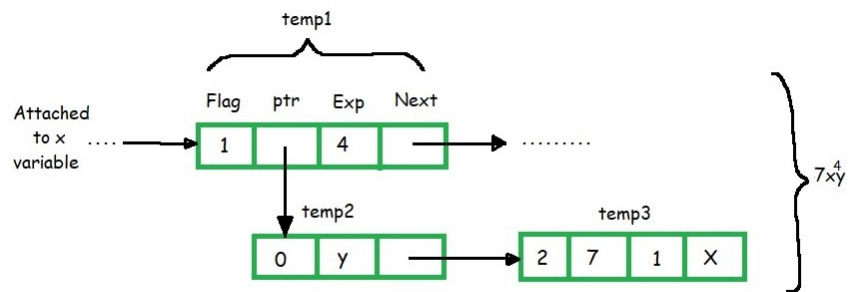 temp1
Flag ptr Exp Next
Attached
to x
variable
.... 1 4 .........
7xy4
temp2
temp3
0 y
2 7 1 X